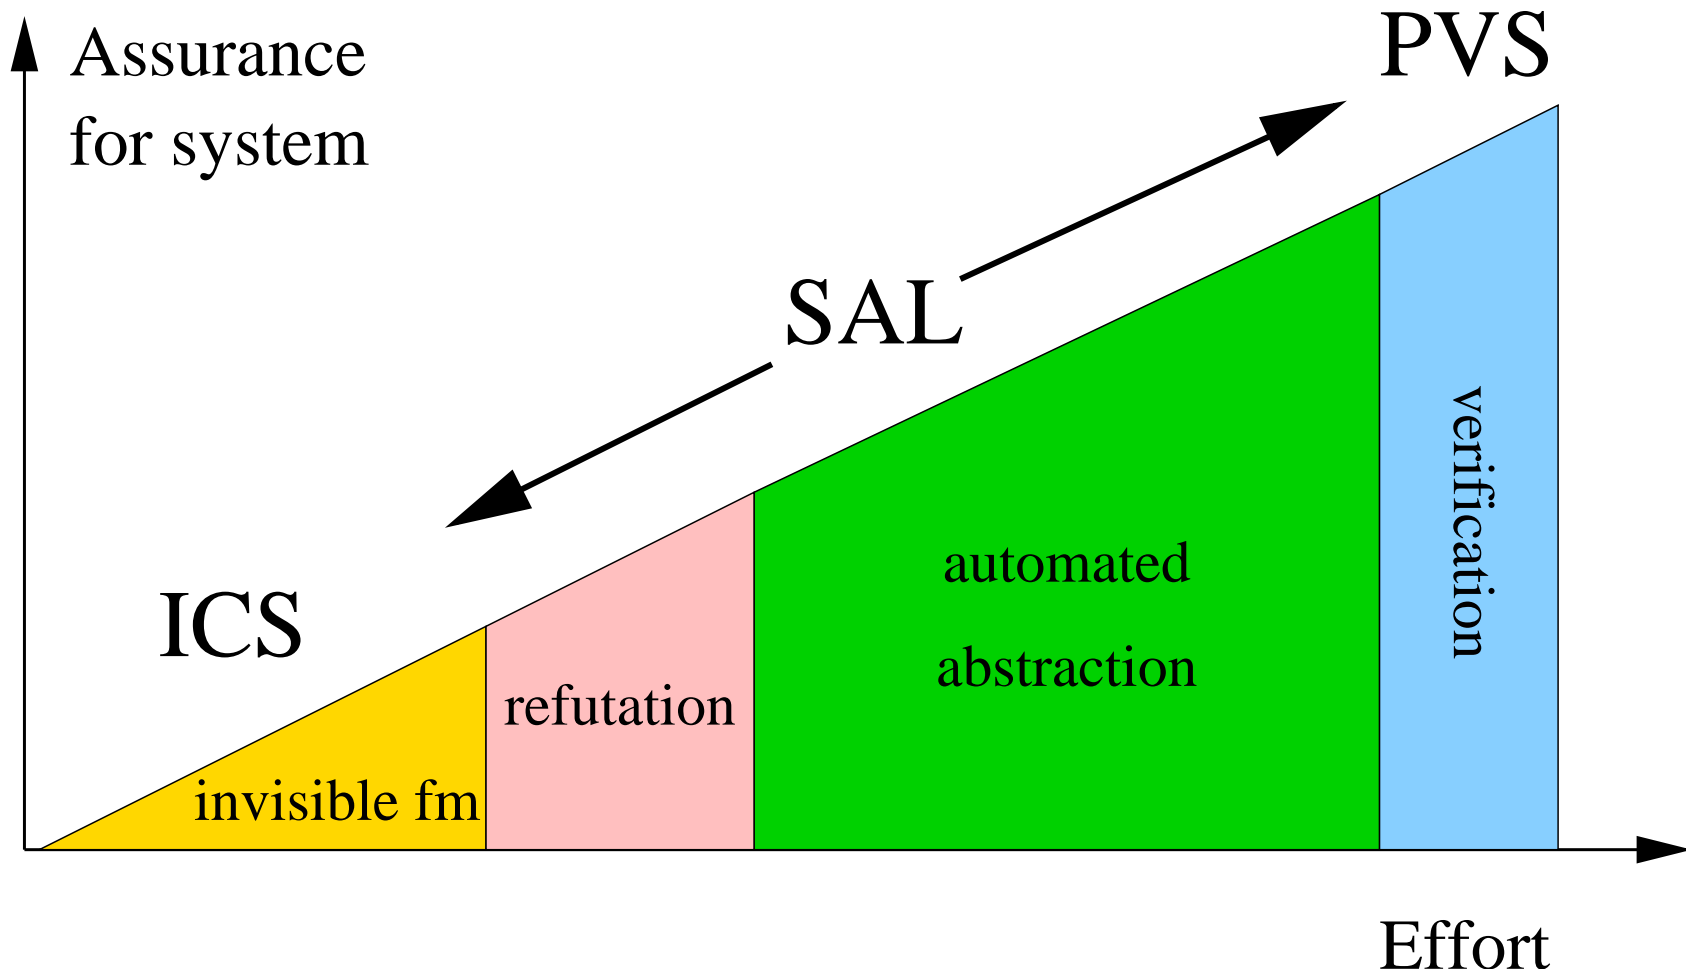 Assurance
for system
PVS
SAL
ICS
invisible fm
refutation
automated
abstraction
verification
Effort